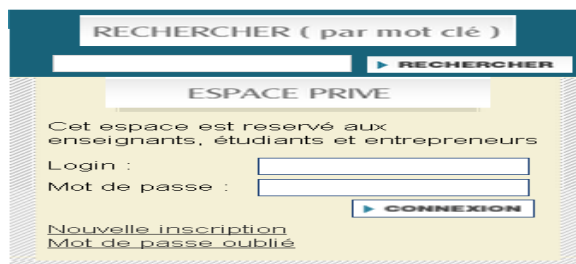 RECHERCHER ( par mot clé )
RECHERCHER
ESPACE PRIVE
Cet espace est reservé aux
enseignants, étudiants et entrepreneurs
Login :
Mot de passe :
CONNEXION
Nouvelle inscription
Mot de passe oublié